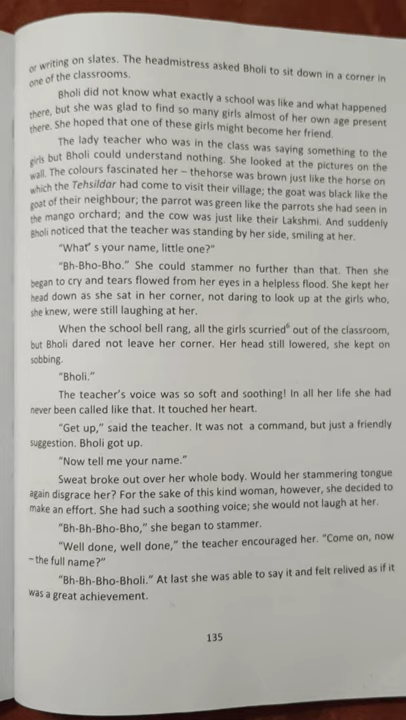 or writing on slates. The headmistress asked Bholi to sit down in a corner in
one of the classrooms.
Bholi did not know what exactly a school was like and what happened
there, but she was glad to find so many girls almost of her own age present
there. She hoped that one of these girls might become her friend.
The lady teacher who was in the class was saying something to the
girls but Bholi could understand nothing. She looked at the pictures on the
wall. The colours fascinated her – thehorse was brown just like the horse on
which the Tehsildar had come to visit their village; the goat was black like the
goat of their neighbour; the parrot was green like the parrots she had seen in
the mango orchard; and the cow was just like their Lakshmi. And suddenly
Bholi noticed that the teacher was standing by her side, smiling at her.
"What' s your name, little one?"
"Bh-Bho-Bho." She could stammer no further than that. Then she
began to cry and tears flowed from her eyes in a helpless flood. She kept her
head down as she sat in her corner, not daring to look up at the girls who,
she knew, were still laughing at her.
When the school bell rang, all the girls scurried⁶ out of the classroom,
but Bholi dared not leave her corner. Her head still lowered, she kept on
sobbing.
"Bholi."
The teacher's voice was so soft and soothing! In all her life she had
never been called like that. It touched her heart.
"Get up," said the teacher. It was not a command, but just a friendly
suggestion. Bholi got up.
"Now tell me your name."
Sweat broke out over her whole body. Would her stammering tongue
again disgrace her? For the sake of this kind woman, however, she decided to
make an effort. She had such a soothing voice; she would not laugh at her.
"Bh-Bh-Bho-Bho," she began to stammer.
"Well done, well done," the teacher encouraged her. "Come on, now
– the full name?"
"Bh-Bh-Bho-Bholi." At last she was able to say it and felt relived as if it
was a great achievement.
135